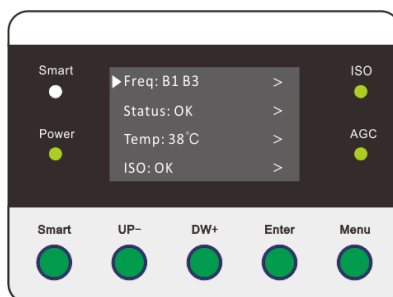 Smart
ISO
Power
AGC
▶Freq: B1 B3 >
Status: OK >
Temp: 38℃ >
ISO: OK >
Smart UP− DW+ Enter Menu